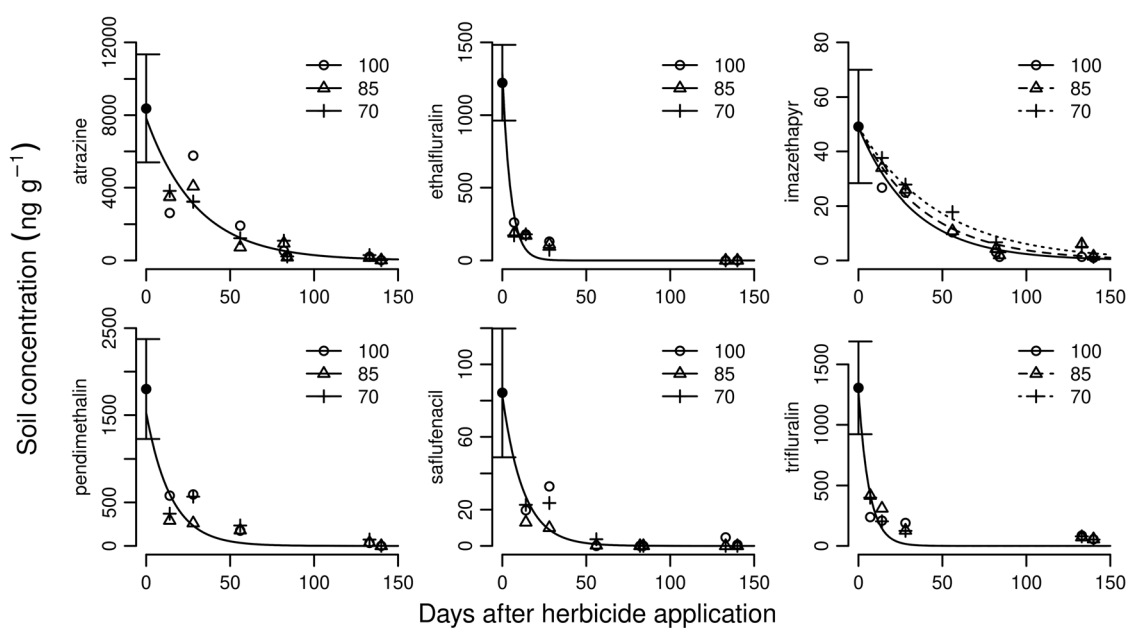 Soil concentration (ng g⁻¹)
atrazine
0 4000 8000 12000
100
85
70
0 50 100 150
ethalfluralin
0 500 1000 1500
100
85
70
0 50 100 150
imazethapyr
0 20 40 60 80
100
85
70
0 50 100 150
pendimethalin
0 500 1500 2500
100
85
70
0 50 100 150
saflufenacil
0 20 60 100
100
85
70
0 50 100 150
trifluralin
0 500 1000 1500
100
85
70
0 50 100 150
Days after herbicide application